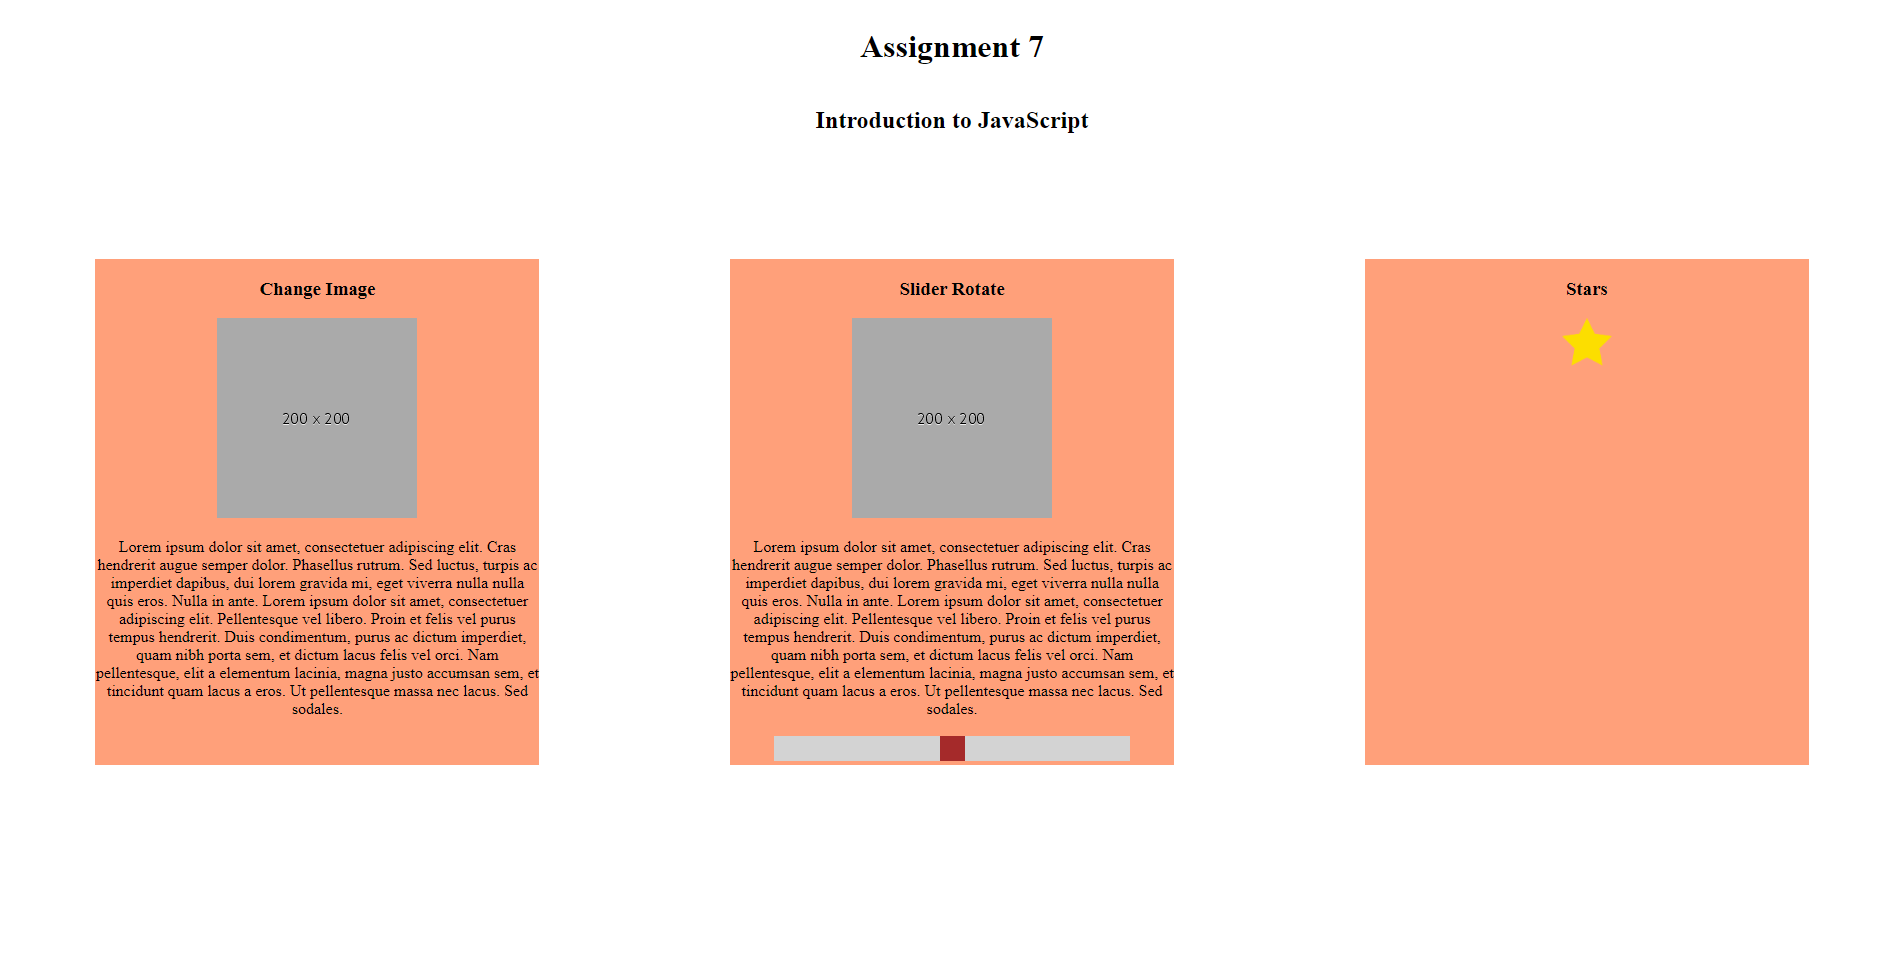 Assignment 7
Introduction to JavaScript
Change Image
200 x 200
Lorem ipsum dolor sit amet, consectetuer adipiscing elit. Cras
hendrerit augue semper dolor. Phasellus rutrum. Sed luctus, turpis ac
imperdiet dapibus, dui lorem gravida mi, eget viverra nulla nulla
quis eros. Nulla in ante. Lorem ipsum dolor sit amet, consectetuer
adipiscing elit. Pellentesque vel libero. Proin et felis vel purus
tempus hendrerit. Duis condimentum, purus ac dictum imperdiet,
quam nibh porta sem, et dictum lacus felis vel orci. Nam
pellentesque, elit a elementum lacinia, magna justo accumsan sem, et
tincidunt quam lacus a eros. Ut pellentesque massa nec lacus. Sed
sodales.
Slider Rotate
200 x 200
Lorem ipsum dolor sit amet, consectetuer adipiscing elit. Cras
hendrerit augue semper dolor. Phasellus rutrum. Sed luctus, turpis ac
imperdiet dapibus, dui lorem gravida mi, eget viverra nulla nulla
quis eros. Nulla in ante. Lorem ipsum dolor sit amet, consectetuer
adipiscing elit. Pellentesque vel libero. Proin et felis vel purus
tempus hendrerit. Duis condimentum, purus ac dictum imperdiet,
quam nibh porta sem, et dictum lacus felis vel orci. Nam
pellentesque, elit a elementum lacinia, magna justo accumsan sem, et
tincidunt quam lacus a eros. Ut pellentesque massa nec lacus. Sed
sodales.
Stars